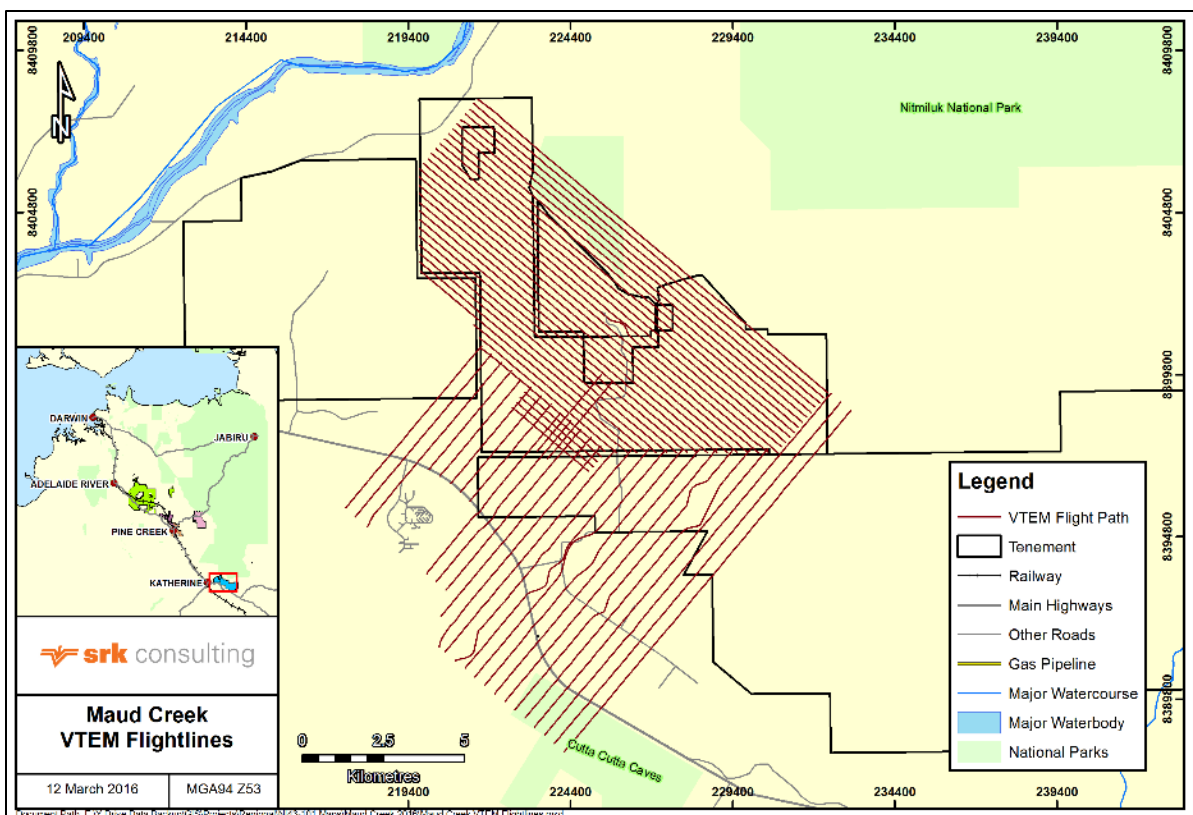 209400 214400 219400 224400 229400 234400 239400
8409800
8409800
N
Nitmiluk National Park
8404800
8404800
8399800
DARWIN
JABIRU
ADELAIDE RIVER
PINE CREEK
KATHERINE
Legend
VTEM Flight Path
Tenement
Railway
Main Highways
Other Roads
Gas Pipeline
Major Watercourse
Major Waterbody
National Parks
8394800
8389800
srk consulting
Maud Creek
VTEM Flightlines
12 March 2016
MGA94 Z53
0 2.5 5
Kilometres
Cutta Cutta Caves
219400 224400 229400 234400 239400